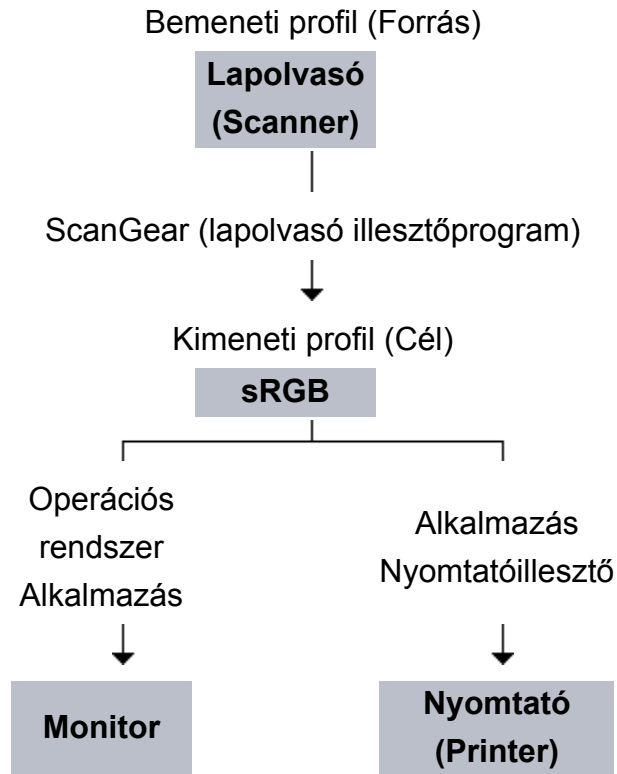 Bemeneti profil (Forrás)
Lapolvasó
(Scanner)
ScanGear (lapolvasó illesztőprogram)
Kimeneti profil (Cél)
sRGB
Operációs
rendszer
Alkalmazás
Alkalmazás
Nyomtatóillesztő
Monitor
Nyomtató
(Printer)